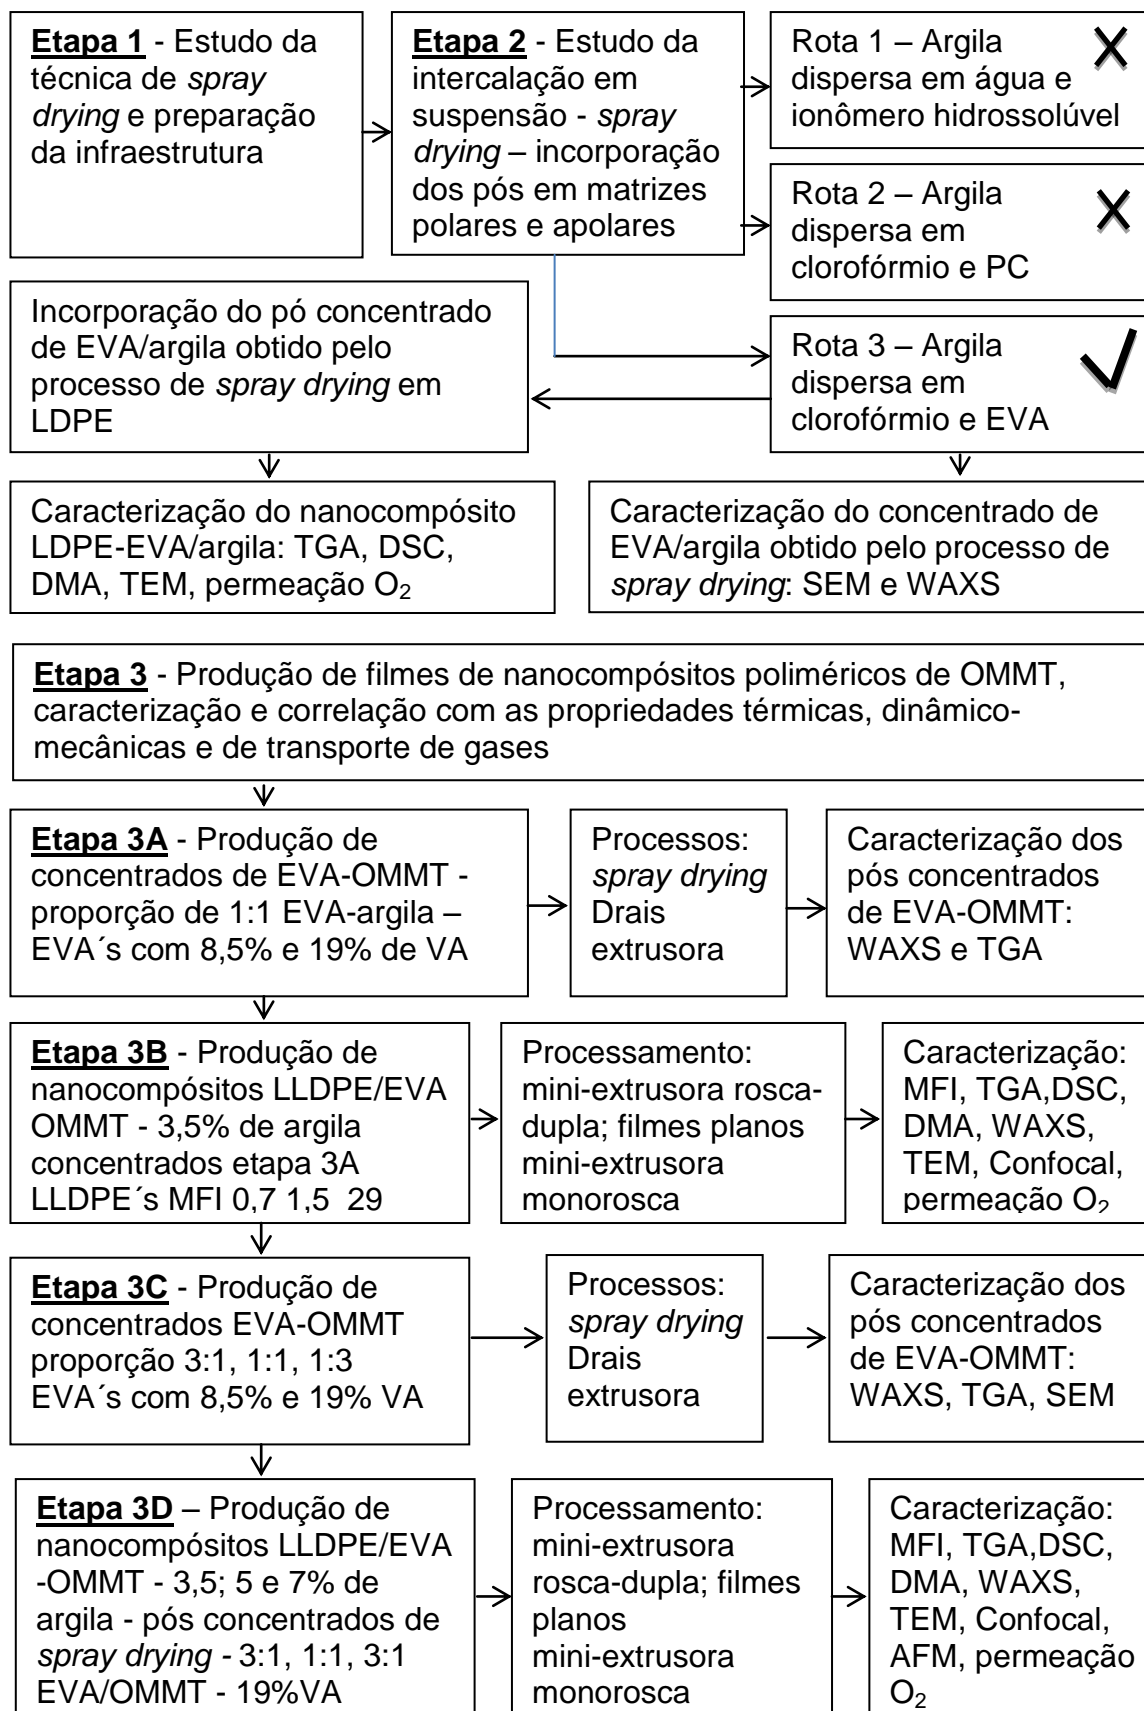 Etapa 1 - Estudo da
técnica de spray
drying e preparação
da infraestrutura
Etapa 2 - Estudo da
intercalação em
suspensão - spray
drying – incorporação
dos pós em matrizes
polares e apolares
Rota 1 – Argila
dispersa em água e
ionômero hidrossolúvel
Rota 2 – Argila
dispersa em
clorofórmio e PC
Rota 3 – Argila
dispersa em
clorofórmio e EVA
Incorporação do pó concentrado
de EVA/argila obtido pelo
processo de spray drying em
LDPE
Caracterização do nanocompósito
LDPE-EVA/argila: TGA, DSC,
DMA, TEM, permeação O₂
Caracterização do concentrado de
EVA/argila obtido pelo processo de
spray drying: SEM e WAXS
Etapa 3 - Produção de filmes de nanocompósitos poliméricos de OMMT,
caracterização e correlação com as propriedades térmicas, dinâmico-
mecânicas e de transporte de gases
Etapa 3A - Produção de
concentrados de EVA-OMMT -
proporção de 1:1 EVA-argila –
EVA´s com 8,5% e 19% de VA
Processos:
spray drying
Drais
extrusora
Caracterização dos
pós concentrados
de EVA-OMMT:
WAXS e TGA
Etapa 3B - Produção de
nanocompósitos LLDPE/EVA
OMMT - 3,5% de argila
concentrados etapa 3A
LLDPE´s MFI 0,7 1,5 29
Processamento:
mini-extrusora rosca-
dupla; filmes planos
mini-extrusora
monorosca
Caracterização:
MFI, TGA,DSC,
DMA, WAXS,
TEM, Confocal,
permeação O₂
Etapa 3C - Produção de
concentrados EVA-OMMT
proporção 3:1, 1:1, 1:3
EVA´s com 8,5% e 19% VA
Processos:
spray drying
Drais
extrusora
Caracterização dos
pós concentrados
de EVA-OMMT:
WAXS, TGA, SEM
Etapa 3D – Produção de
nanocompósitos LLDPE/EVA
-OMMT - 3,5; 5 e 7% de
argila - pós concentrados de
spray drying - 3:1, 1:1, 3:1
EVA/OMMT - 19%VA
Processamento:
mini-extrusora
rosca-dupla; filmes
planos
mini-extrusora
monorosca
Caracterização:
MFI, TGA,DSC,
DMA, WAXS,
TEM, Confocal,
AFM, permeação
O₂